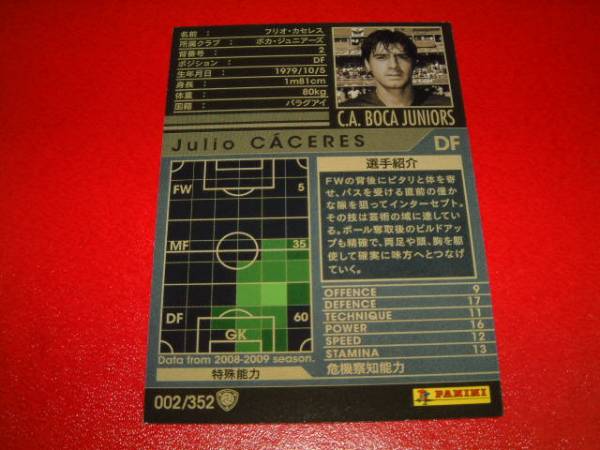 名前 : フリオ・カセレス
所属クラブ : ボカ・ジュニアーズ
背番号 : 2
ポジション : DF
生年月日 : 1979/10/5
身長 : 1m81cm
体重 : 80kg
国籍 : パラグアイ
C.A. BOCA JUNIORS
Julio CÁCERES DF
FW 5
MF 35
DF 60
GK
Data from 2008-2009 season.
特殊能力
選手紹介
FWの背後にピタリと体を寄
せ、パスを受ける直前の僅か
な隙を狙ってインターセプト。
その技は芸術の域に達してい
る。ボール奪取後のビルドアッ
プも精確で、両足や頭、胸を駆
使して確実に味方へとつなげ
ていく。
OFFENCE 9
DEFENCE 17
TECHNIQUE 11
POWER 16
SPEED 12
STAMINA 13
危機察知能力
002/352
PANINI